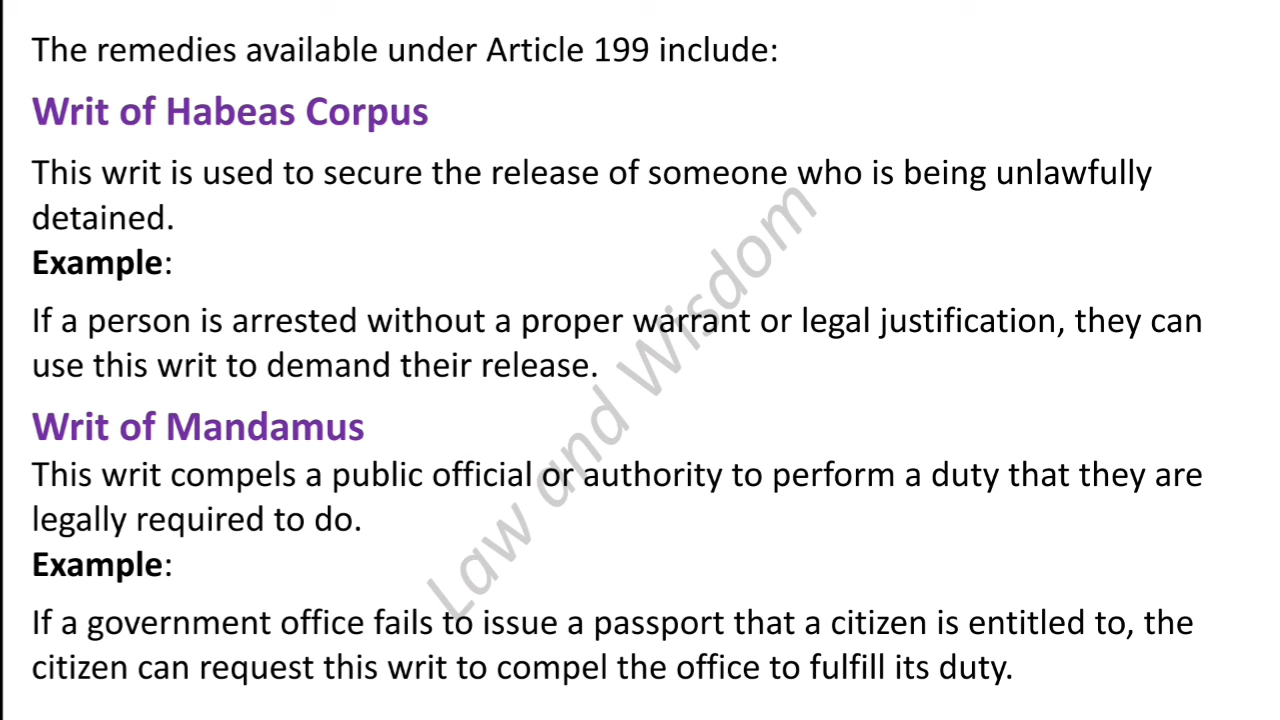 The remedies available under Article 199 include:
Writ of Habeas Corpus
This writ is used to secure the release of someone who is being unlawfully
detained.
Example:
If a person is arrested without a proper warrant or legal justification, they can
use this writ to demand their release.
Writ of Mandamus
This writ compels a public official or authority to perform a duty that they are
legally required to do.
Example:
If a government office fails to issue a passport that a citizen is entitled to, the
citizen can request this writ to compel the office to fulfill its duty.
Law and Wisdom